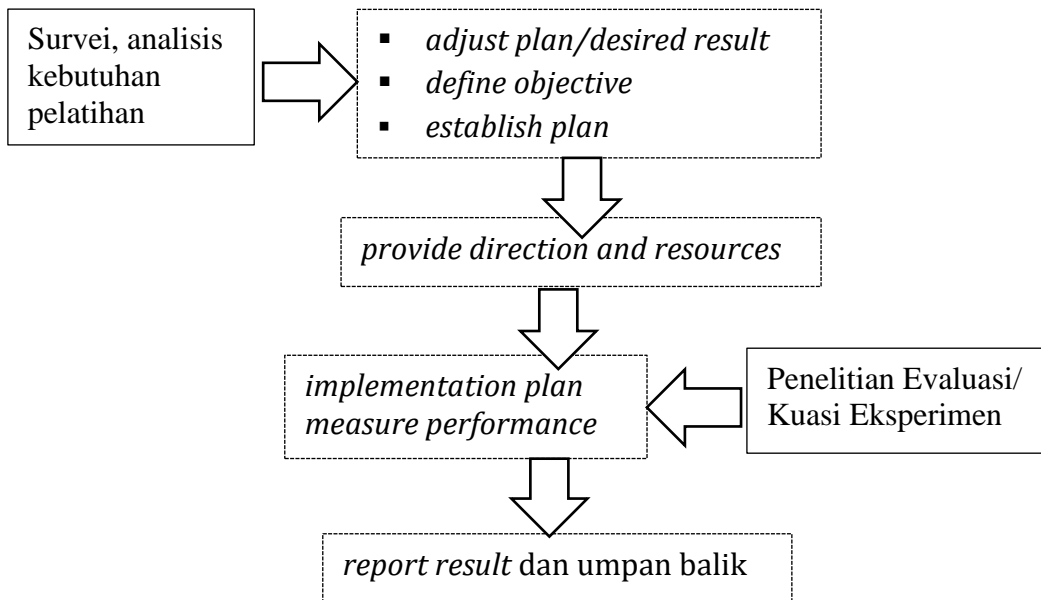 Survei, analisis
kebutuhan
pelatihan
▪ adjust plan/desired result
▪ define objective
▪ establish plan
provide direction and resources
implementation plan
measure performance
Penelitian Evaluasi/
Kuasi Eksperimen
report result dan umpan balik